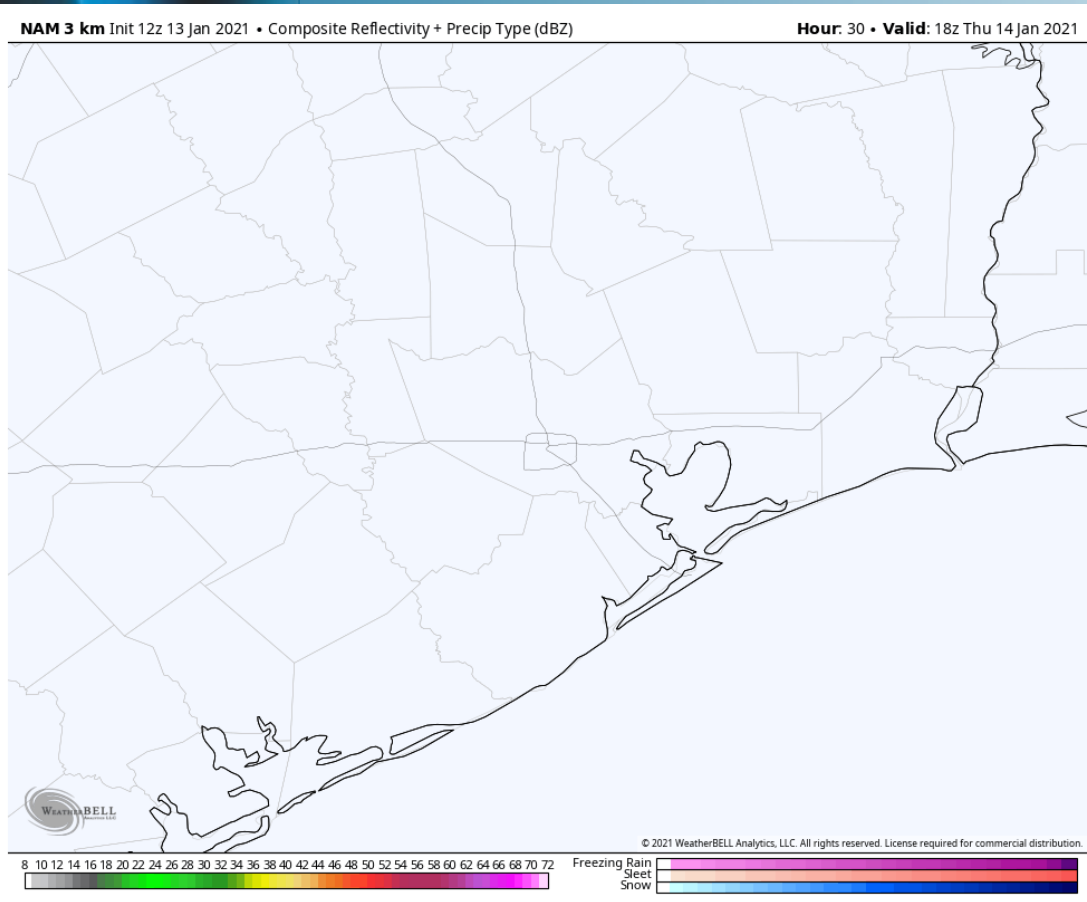 NAM 3 km Init 12z 13 Jan 2021 • Composite Reflectivity + Precip Type (dBZ) Hour: 30 • Valid: 18z Thu 14 Jan 2021
WEATHERBELL
© 2021 WeatherBELL Analytics, LLC. All rights reserved. License required for commercial distribution.
8 10 12 14 16 18 20 22 23 25 26 28 30 32 34 36 38 40 42 44 46 48 50 52 54 56 58 60 62 64 66 68 70 72
Freezing Rain
Sleet
Snow